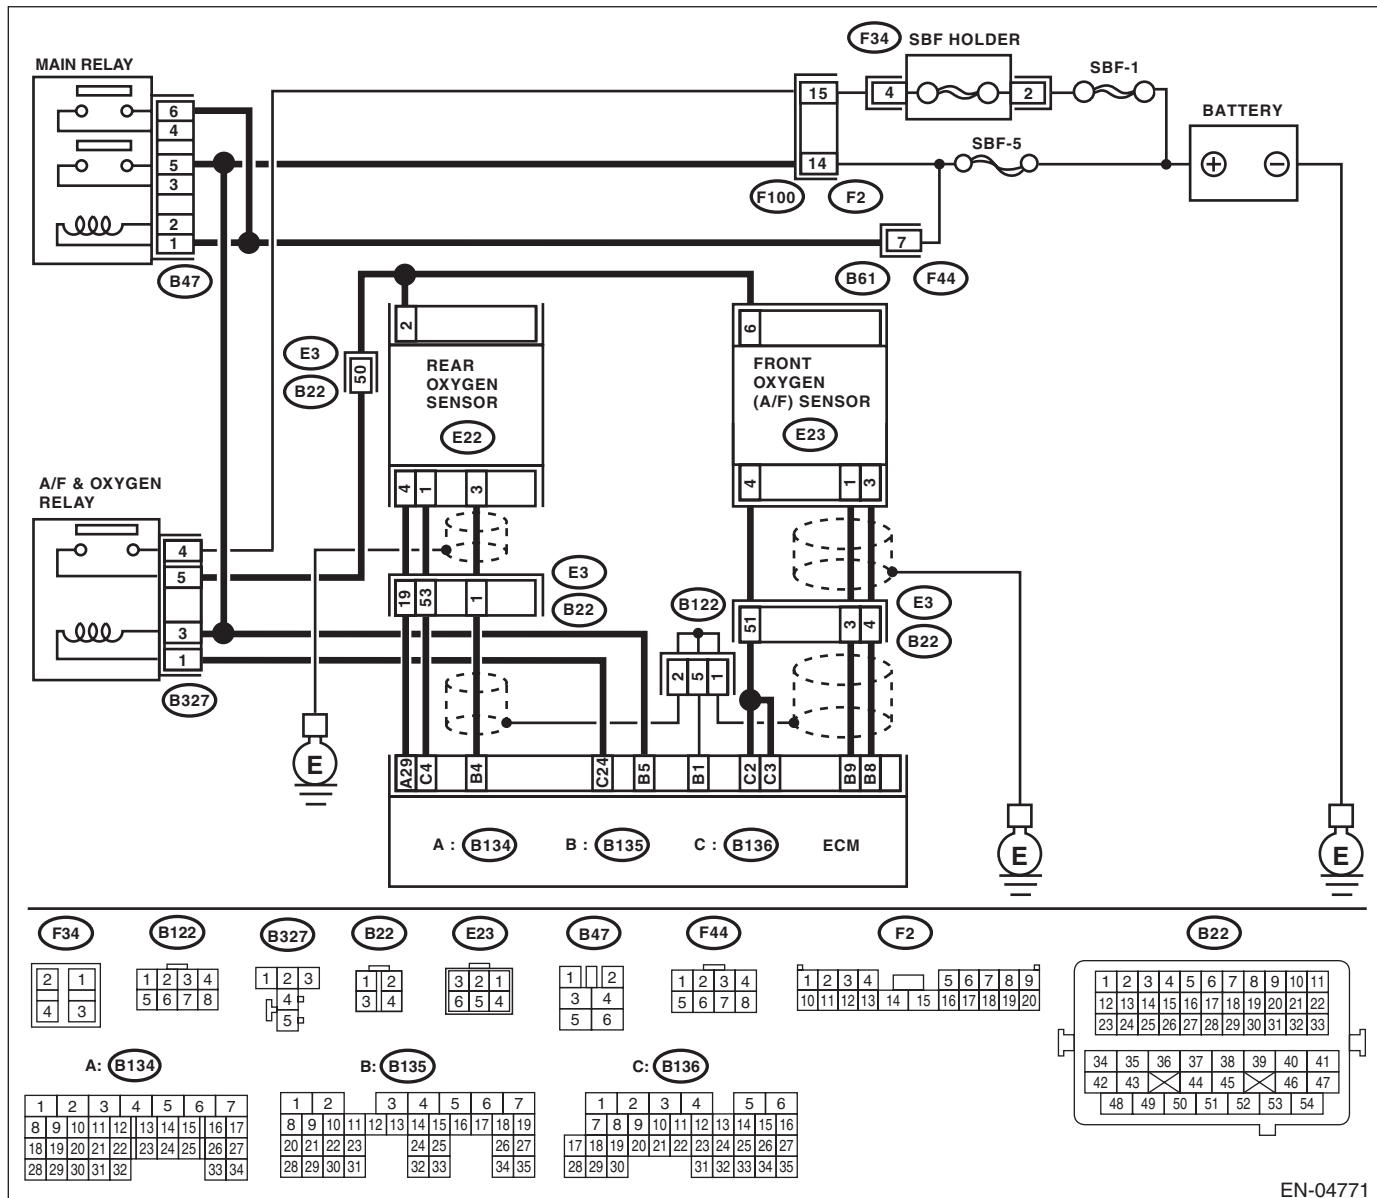 F34 SBF HOLDER
MAIN RELAY
SBF-1
15 4 2
BATTERY
6
4
SBF-5
5
14
3
F100 F2
2
1
7
B47
B61 F44
2
6
E3
50
B22
REAR
OXYGEN
SENSOR
E22
FRONT
OXYGEN
(A/F) SENSOR
E23
4 1 3
4 1 3
A/F & OXYGEN
RELAY
4
5
3
1
B327
E3
B22
19 53 1
B122
E3
B22
51 3 4
2 5 1
E
A29 C4 B4 C24 B5 B1 C2 C3 B9 B8
A : B134 B : B135 C : B136 ECM
E
E
F34 B122 B327 B22 E23 B47 F44 F2 B22
2 1
4 3
1 2 3 4
5 6 7 8
1 2 3
4
5
1 2
3 4
3 2 1
6 5 4
1 2
3 4
5 6
1 2 3 4
5 6 7 8
1 2 3 4 5 6 7 8 9
10 11 12 13 14 15 16 17 18 19 20
1 2 3 4 5 6 7 8 9 10 11
12 13 14 15 16 17 18 19 20 21 22
23 24 25 26 27 28 29 30 31 32 33
34 35 36 37 38 39 40 41
42 43 44 45 46 47
48 49 50 51 52 53 54
A: B134
1 2 3 4 5 6 7
8 9 10 11 12 13 14 15 16 17
18 19 20 21 22 23 24 25 26 27
28 29 30 31 32 33 34
B: B135
1 2 3 4 5 6 7
8 9 10 11 12 13 14 15 16 17 18 19
20 21 22 23 24 25 26 27
28 29 30 31 32 33 34 35
C: B136
1 2 3 4 5 6
7 8 9 10 11 12 13 14 15 16
17 18 19 20 21 22 23 24 25 26 27
28 29 30 31 32 33 34 35
EN-04771